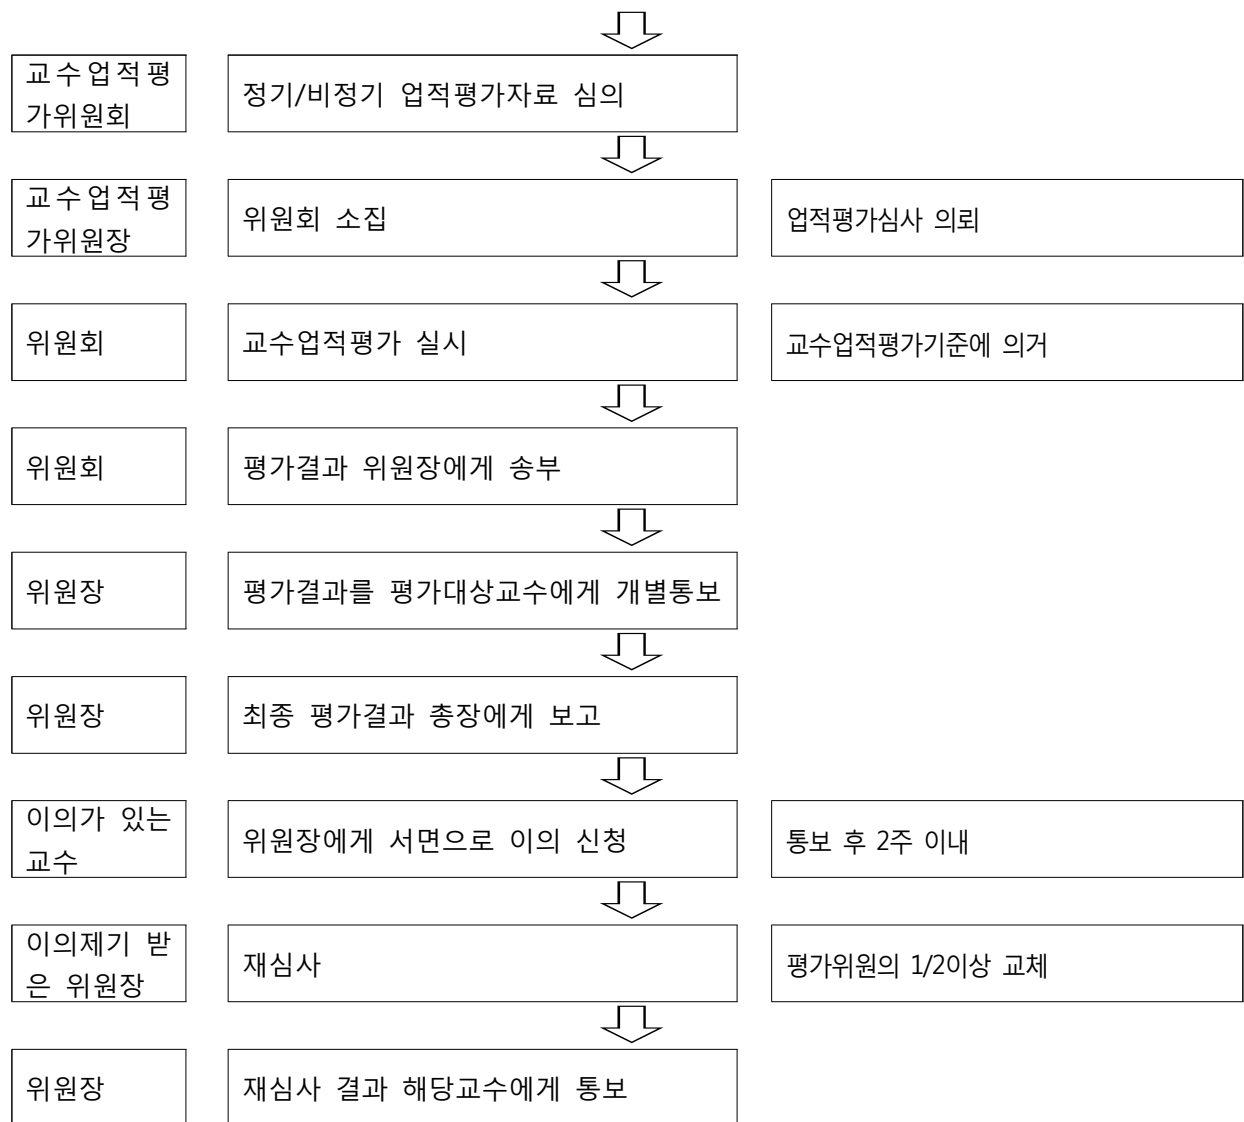 교수업적평
가위원회
정기/비정기 업적평가자료 심의
교수업적평
가위원장
위원회 소집
업적평가심사 의뢰
위원회
교수업적평가 실시
교수업적평가기준에 의거
위원회
평가결과 위원장에게 송부
위원장
평가결과를 평가대상교수에게 개별통보
위원장
최종 평가결과 총장에게 보고
이의가 있는
교수
위원장에게 서면으로 이의 신청
통보 후 2주 이내
이의제기 받
은 위원장
재심사
평가위원의 1/2이상 교체
위원장
재심사 결과 해당교수에게 통보